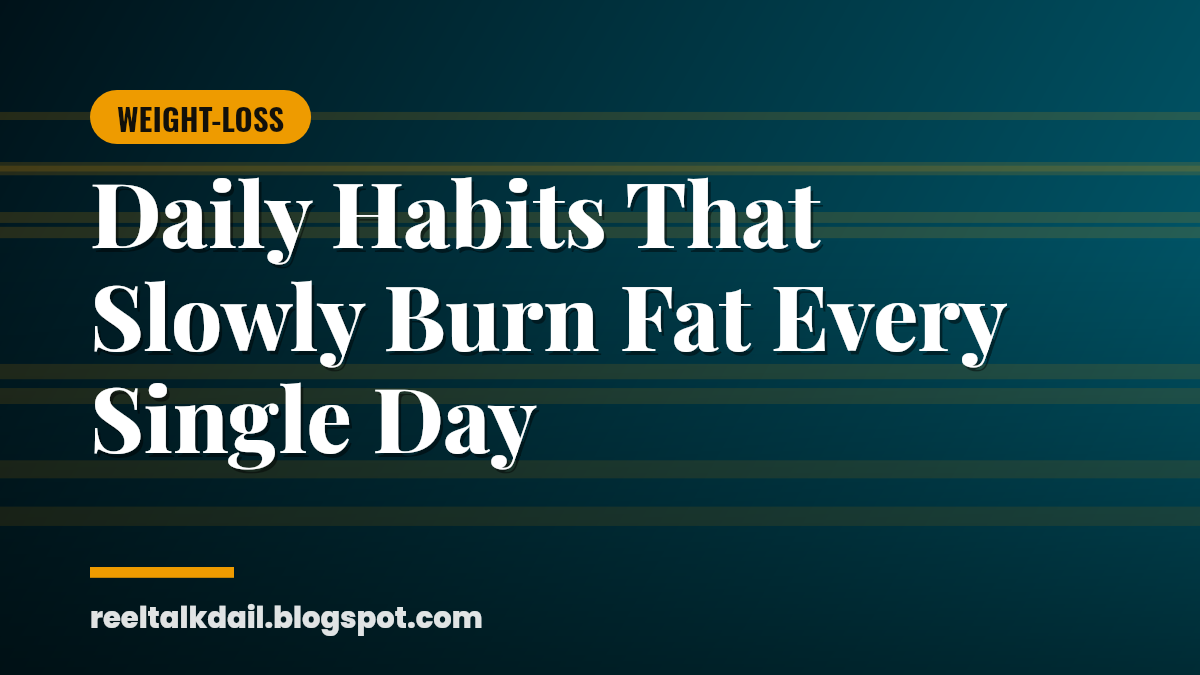 WEIGHT-LOSS
Daily Habits That
Slowly Burn Fat Every
Single Day
reeltalkdail.blogspot.com